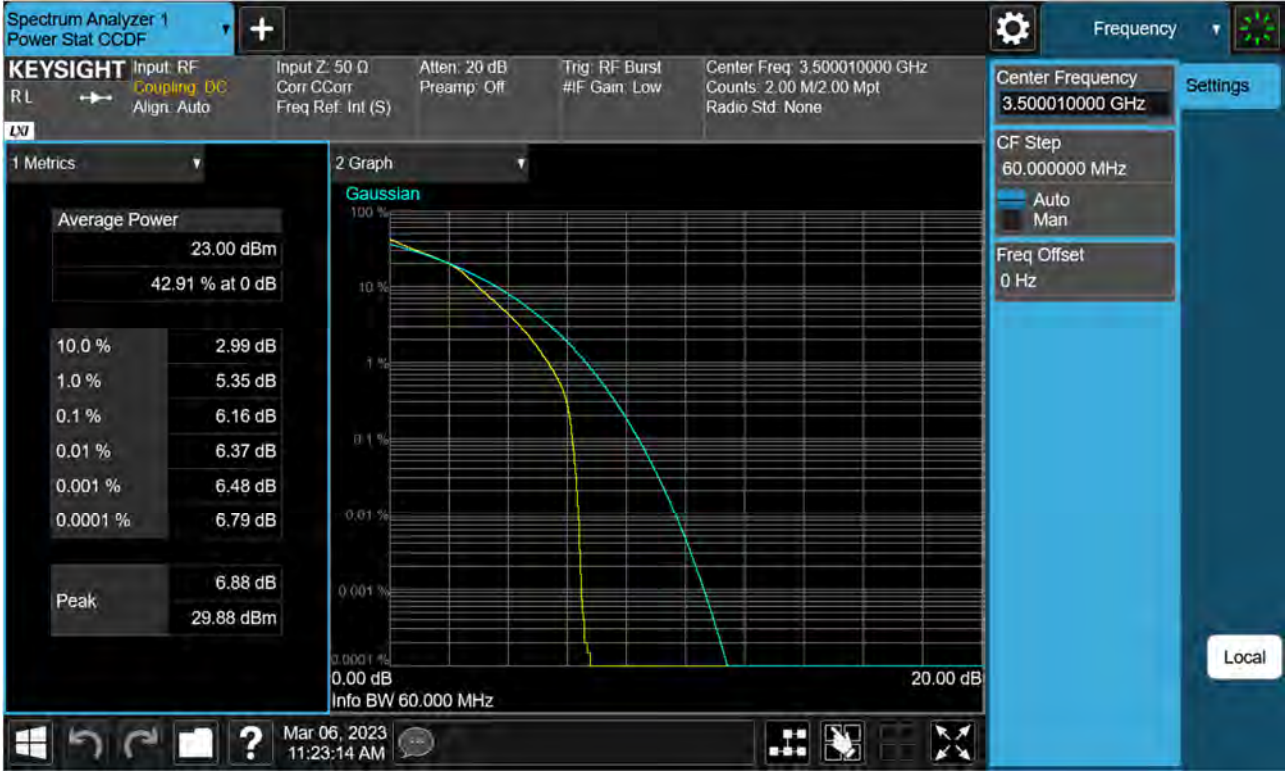 Spectrum Analyzer 1
Power Stat CCDF
Frequency
KEYSIGHT
R L
LXI
Input: RF
Coupling: DC
Align: Auto
Input Z: 50 Ω
Corr CCorr
Freq Ref: Int (S)
Atten: 20 dB
Preamp: Off
Trig: RF Burst
#IF Gain: Low
Center Freq: 3.500010000 GHz
Counts: 2.00 M/2.00 Mpt
Radio Std: None
Center Frequency
3.500010000 GHz
Settings
CF Step
60.000000 MHz
Auto
Man
Freq Offset
0 Hz
1 Metrics
Average Power
23.00 dBm
42.91 % at 0 dB
10.0 % 2.99 dB
1.0 % 5.35 dB
0.1 % 6.16 dB
0.01 % 6.37 dB
0.001 % 6.48 dB
0.0001 % 6.79 dB
Peak 6.88 dB
29.88 dBm
2 Graph
Gaussian
100 %
10 %
1 %
0.1 %
0.01 %
0.001 %
0.0001 %
0.00 dB 20.00 dB
Info BW 60.000 MHz
Local
? Mar 06, 2023
11:23:14 AM